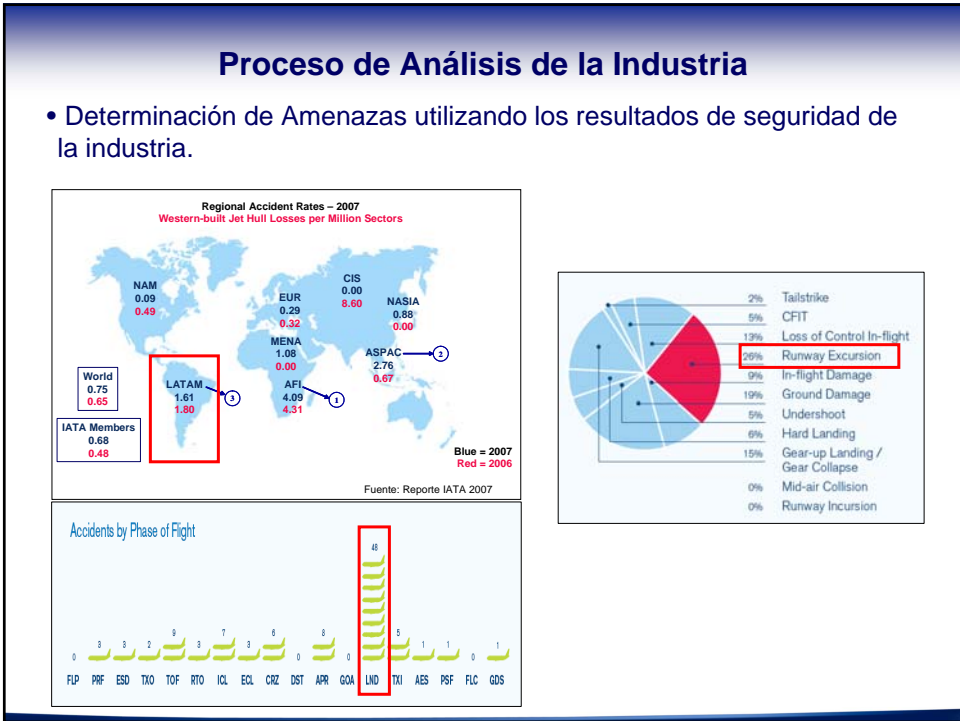 Proceso de Análisis de la Industria
• Determinación de Amenazas utilizando los resultados de seguridad de
la industria.
Regional Accident Rates – 2007
Western-built Jet Hull Losses per Million Sectors
NAM
0.09
0.49
EUR
0.29
0.32
CIS
0.00
8.60
NASIA
0.88
0.00
MENA
1.08
0.00
ASPAC
2.76
0.67
2
World
0.75
0.65
LATAM
1.61
1.80
3
AFI
4.09
4.31
1
IATA Members
0.68
0.48
Blue = 2007
Red = 2006
Fuente: Reporte IATA 2007
2% Tailstrike
5% CFIT
13% Loss of Control In-flight
26% Runway Excursion
9% In-flight Damage
19% Ground Damage
5% Undershoot
6% Hard Landing
15% Gear-up Landing /
Gear Collapse
0% Mid-air Collision
0% Runway Incursion
Accidents by Phase of Flight
0 3 3 2 9 3 7 3 6 0 8 0 48 5 1 1 0 1
FLP PRF ESD TXO TOF RTO ICL ECL CRZ DST APR GOA LND TXI AES PSF FLC GDS